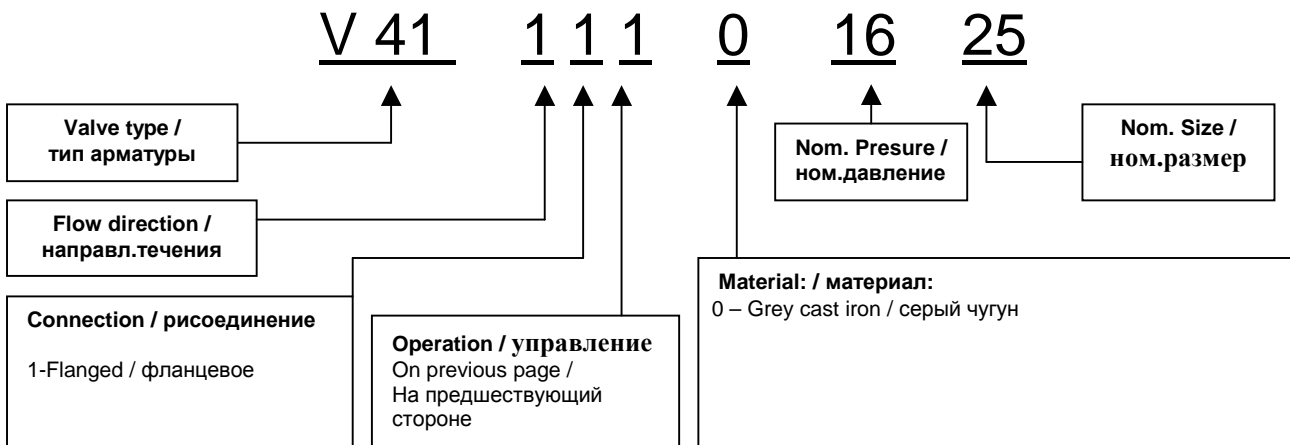 V 41 1 1 1 0 16 25
Valve type /
тип арматуры
Nom. Presure /
ном.давление
Nom. Size /
ном.размер
Flow direction /
направл.течения
Connection / рисоединение
1-Flanged / фланцевое
Operation / управление
On previous page /
На предшествующий
стороне
Material: / материал:
0 – Grey cast iron / серый чугун